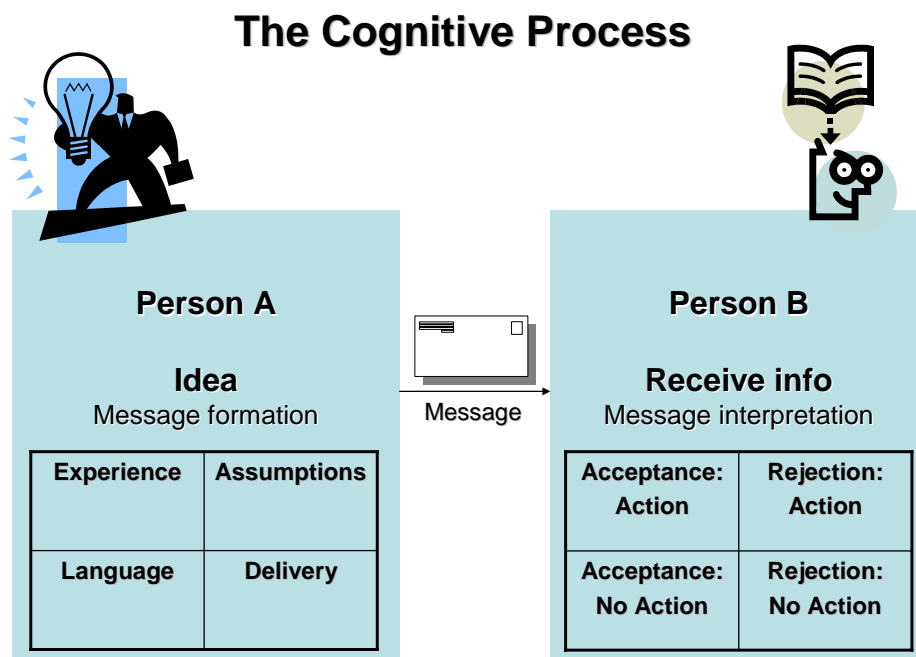 The Cognitive Process
Person A
Idea
Message formation
Experience
Assumptions
Language
Delivery
Message
Person B
Receive info
Message interpretation
Acceptance:
Action
Rejection:
Action
Acceptance:
No Action
Rejection:
No Action